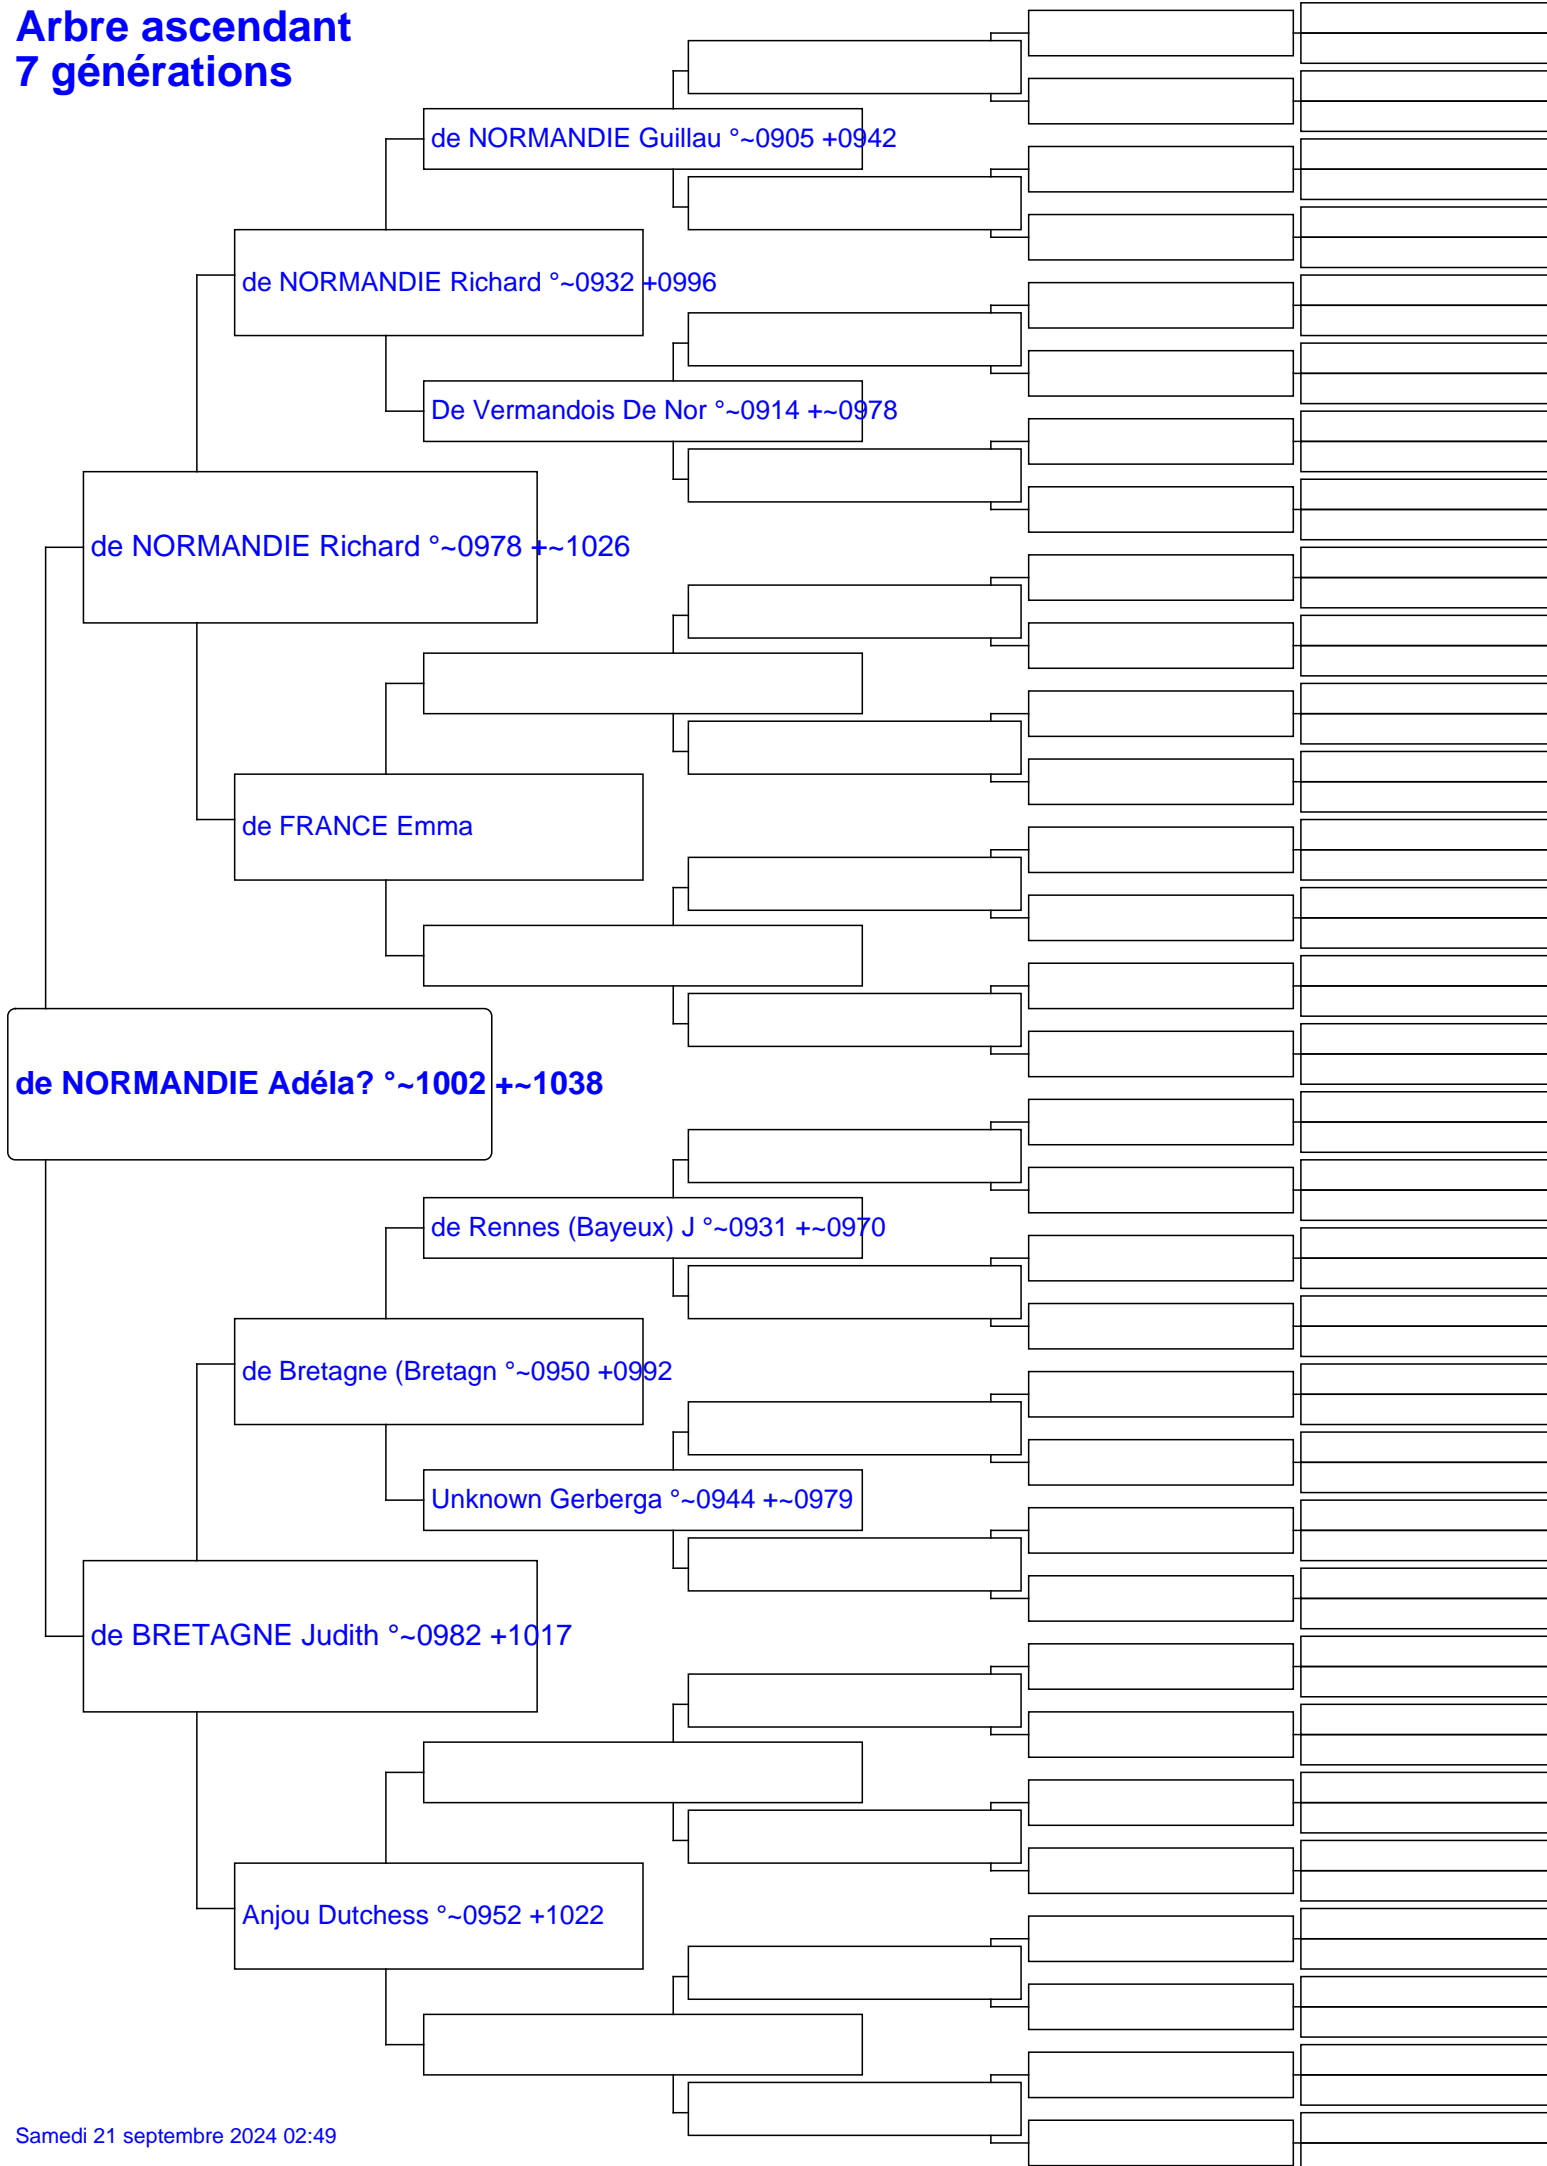 Arbre ascendant
7 générations
de NORMANDIE Guillau °~0905 +0942
de NORMANDIE Richard °~0932 +0996
De Vermandois De Nor °~0914 +~0978
de NORMANDIE Richard °~0978 +~1026
de FRANCE Emma
de NORMANDIE Adéla? °~1002 +~1038
de Rennes (Bayeux) J °~0931 +~0970
de Bretagne (Bretagn °~0950 +0992
Unknown Gerberga °~0944 +~0979
de BRETAGNE Judith °~0982 +1017
Anjou Dutchess °~0952 +1022
Samedi 21 septembre 2024 02:49